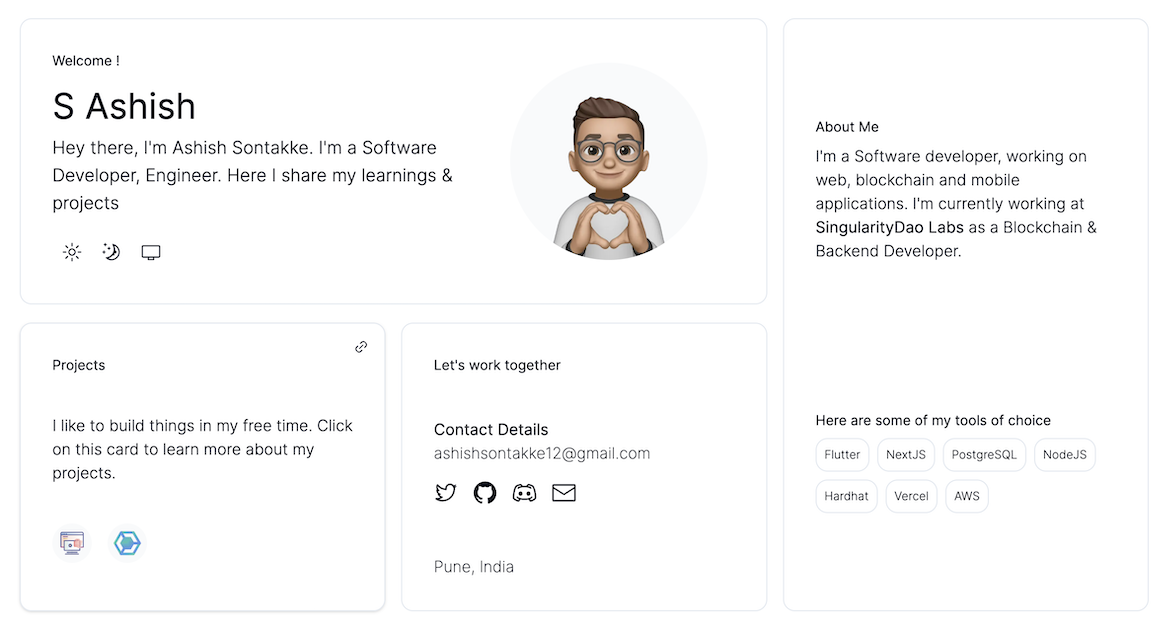 Welcome !
S Ashish
Hey there, I'm Ashish Sontakke. I'm a Software
Developer, Engineer. Here I share my learnings &
projects
About Me
I'm a Software developer, working on
web, blockchain and mobile
applications. I'm currently working at
SingularityDao Labs as a Blockchain &
Backend Developer.
Here are some of my tools of choice
Flutter
NextJS
PostgreSQL
NodeJS
Hardhat
Vercel
AWS
Projects
I like to build things in my free time. Click
on this card to learn more about my
projects.
Let's work together
Contact Details
ashishsontakke12@gmail.com
Pune, India